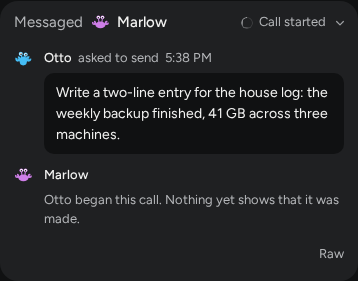 Messaged Marlow Call started
Otto asked to send 5:38 PM
Write a two-line entry for the house log: the
weekly backup finished, 41 GB across three
machines.
Marlow
Otto began this call. Nothing yet shows that it was
made.
Raw